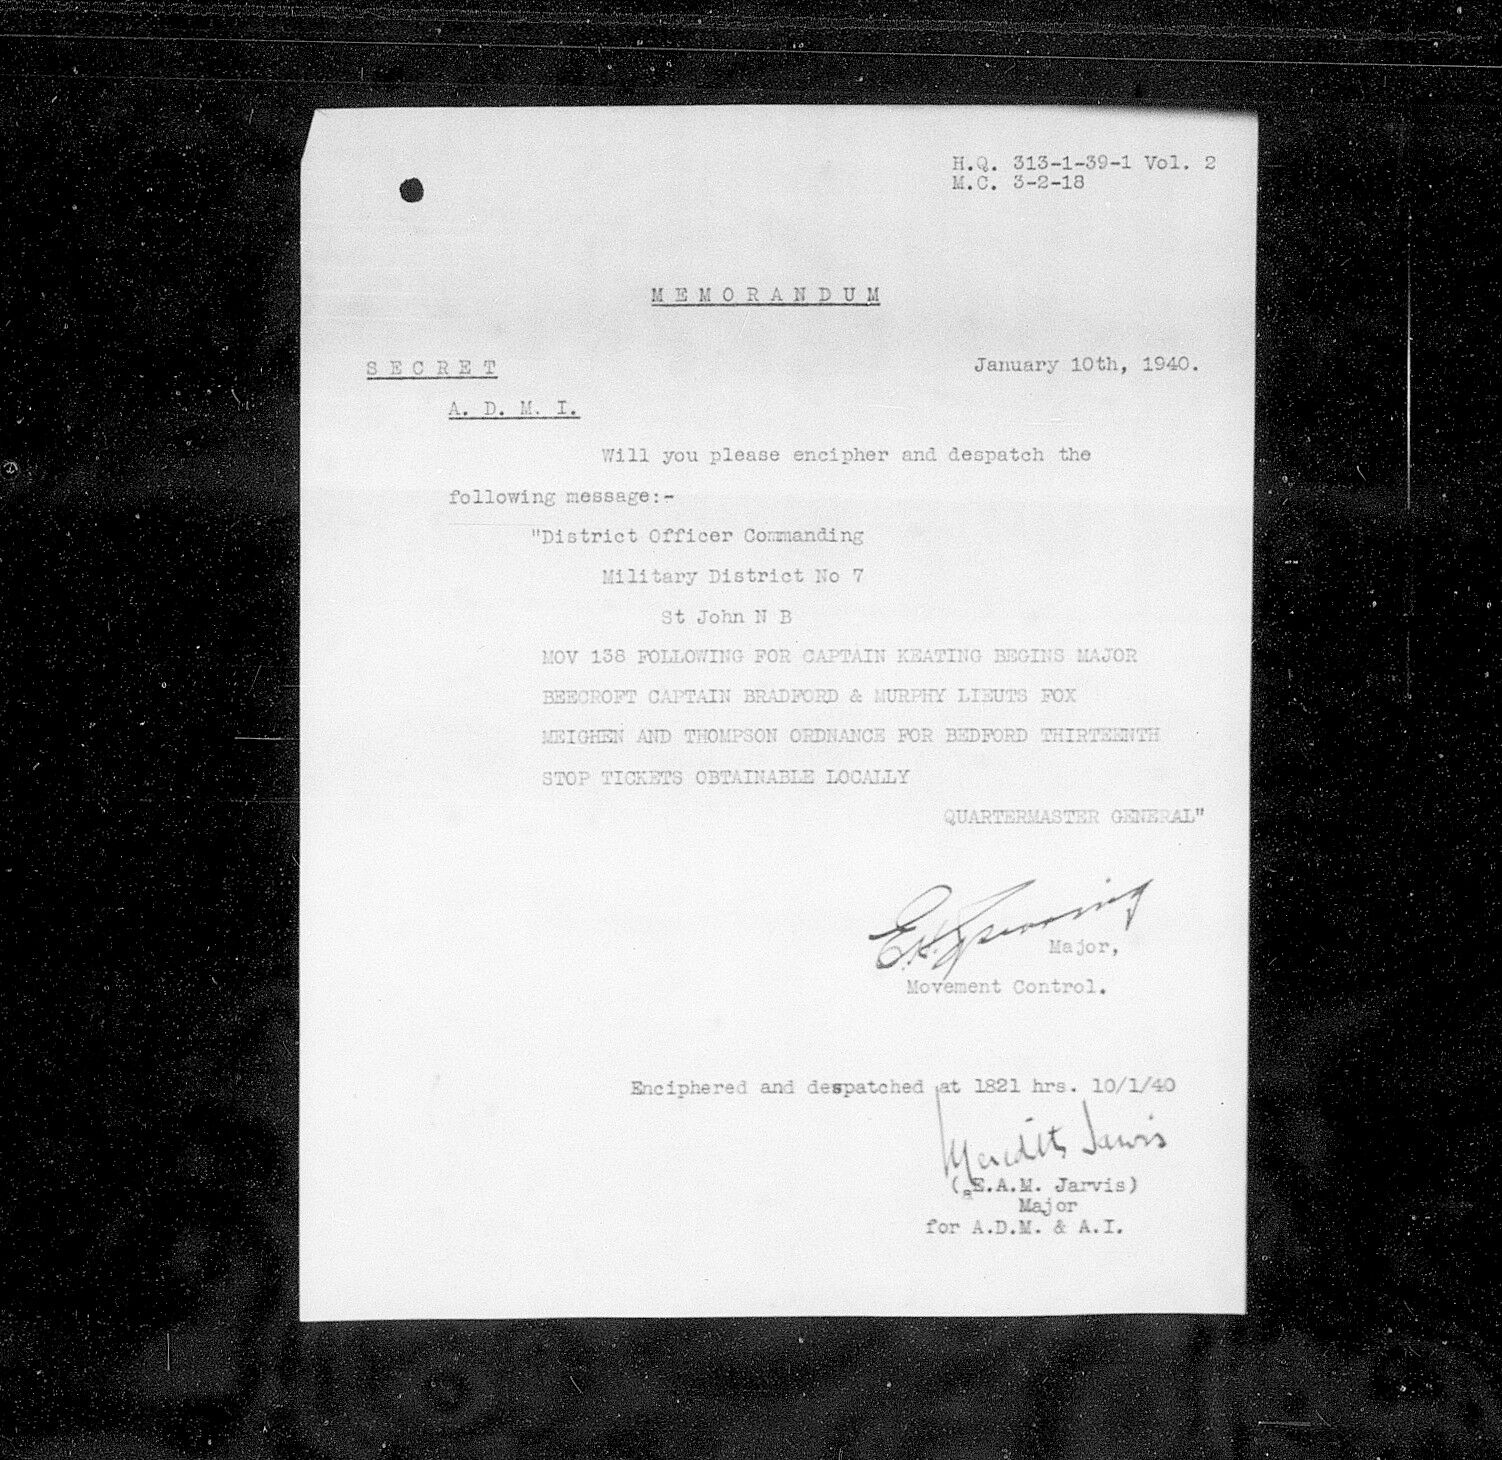 H.Q. 313-1-39-1 Vol. 2
M.C. 3-2-18
MEMORANDUM
SECRET
January 10th, 1940.
A. D. M. I.
Will you please encipher and despatch the
following message:-
"District Officer Commanding
Military District No 7
St John N B
MOV 138 FOLLOWING FOR CAPTAIN KEATING BEGINS MAJOR
BEECROFT CAPTAIN BRADFORD & MURPHY LIEUTS FOX
MEIGHEN AND THOMPSON ORDNANCE FOR BEDFORD THIRTEENTH
STOP TICKETS OBTAINABLE LOCALLY
QUARTERMASTER GENERAL"
Major,
Movement Control.
Enciphered and despatched at 1821 hrs. 10/1/40
Meredith Jarvis
(E.A.M. Jarvis)
Major
for A.D.M. & A.I.